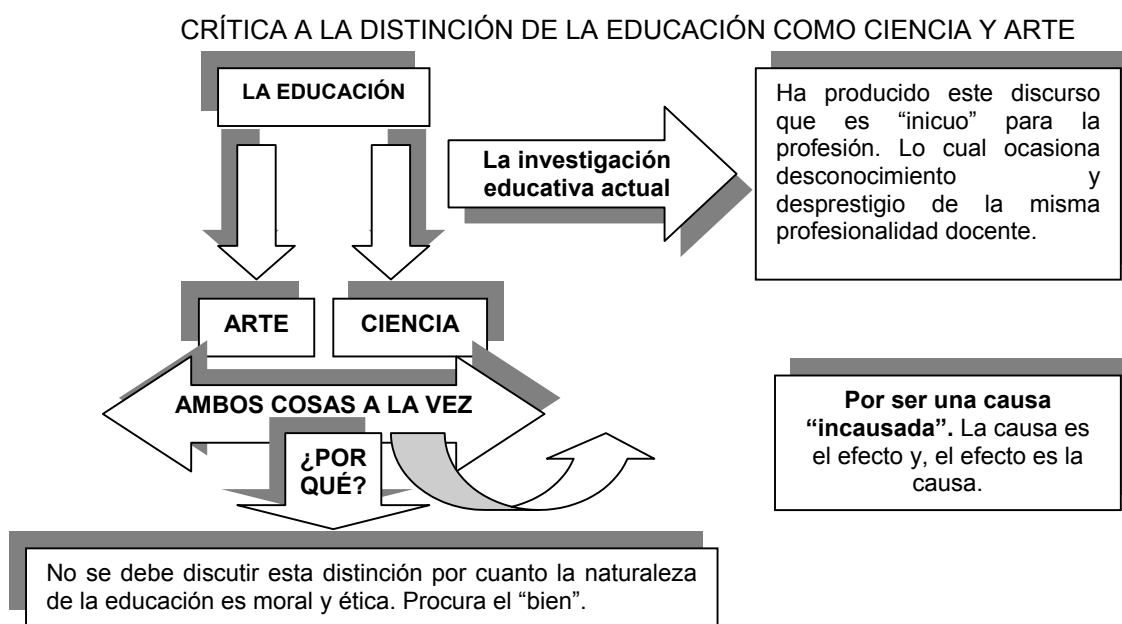 CRÍTICA A LA DISTINCIÓN DE LA EDUCACIÓN COMO CIENCIA Y ARTE
LA EDUCACIÓN
La investigación
educativa actual
Ha producido este discurso
que es “inicuo” para la
profesión. Lo cual ocasiona
desconocimiento y
desprestigio de la misma
profesionalidad docente.
ARTE
CIENCIA
AMBOS COSAS A LA VEZ
¿POR
QUÉ?
Por ser una causa
“incausada”. La causa es
el efecto y, el efecto es la
causa.
No se debe discutir esta distinción por cuanto la naturaleza
de la educación es moral y ética. Procura el “bien”.